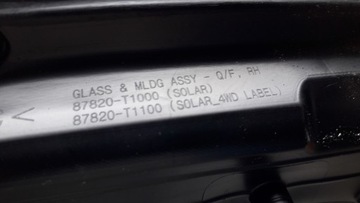 GLASS & MLDG ASSY - Q/F, RH
87820-T1000 (SOLAR)
87820-T1100 (SOLAR_4WD LABEL)